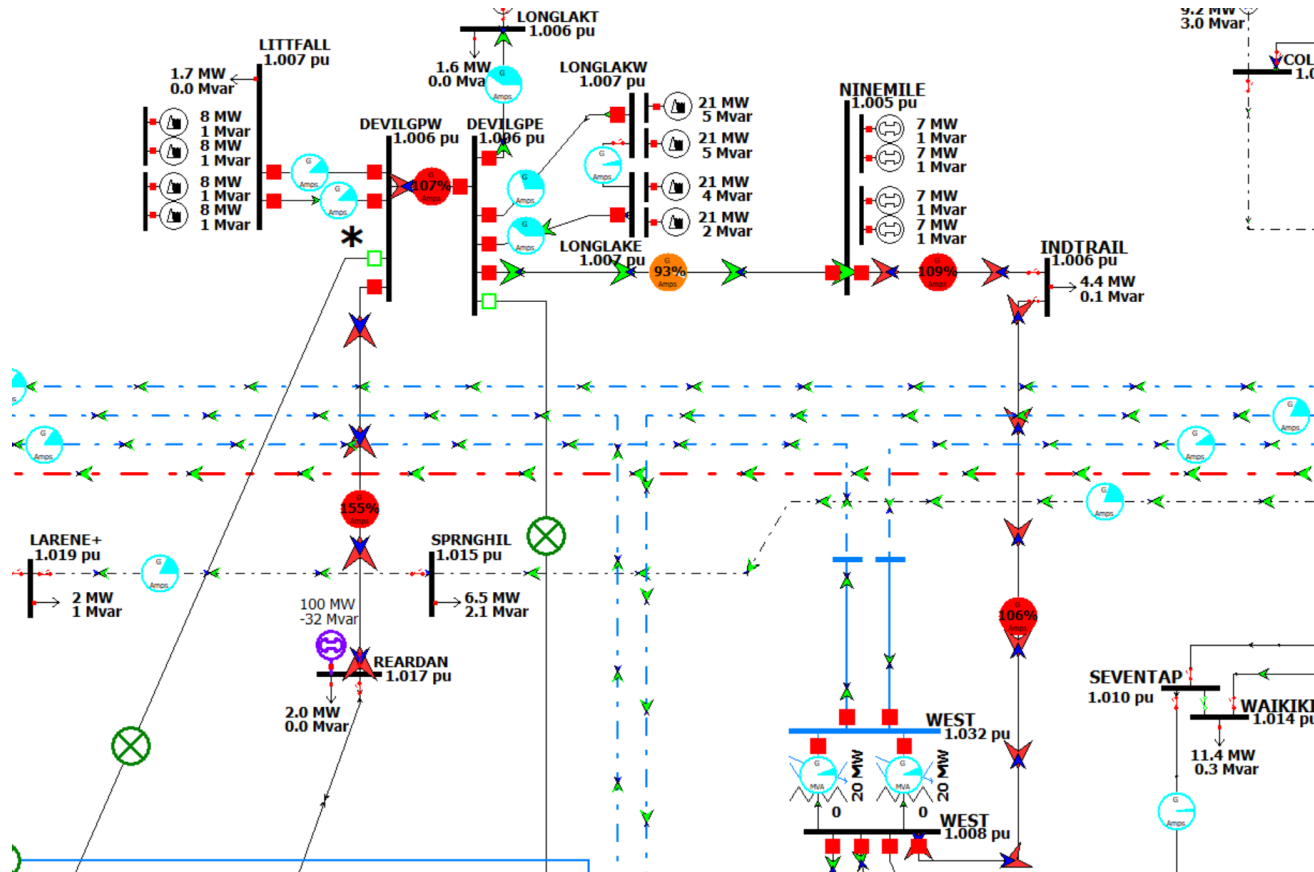 LONGLAKT
1.006 pu
9.2 MW
3.0 Mvar
LITTFALL
1.007 pu
1.7 MW
0.0 Mvar
1.6 MW
0.0 Mva
Amps
LONGLAKW
1.007 pu
COL
NINEMILE
1.005 pu
8 MW
1 Mvar
8 MW
1 Mvar
8 MW
1 Mvar
8 MW
1 Mvar
DEVILGPW
1.006 pu
DEVILGPE
1.006 pu
21 MW
5 Mvar
21 MW
5 Mvar
21 MW
4 Mvar
21 MW
2 Mvar
7 MW
1 Mvar
7 MW
1 Mvar
7 MW
1 Mvar
7 MW
1 Mvar
G
Amps
G
Amps
G
107%
Amps
G
Amps
G
Amps
G
Amps
*
LONGLAKE
1.007 pu
G
93%
Amps
G
109%
Amps
INDTRAIL
1.006 pu
4.4 MW
0.1 Mvar
G
Amps
G
Amps
G
Amps
G
155%
Amps
G
Amps
LARENE+
1.019 pu
2 MW
1 Mvar
G
Amps
SPRNGHIL
1.015 pu
6.5 MW
2.1 Mvar
100 MW
-32 Mvar
REARDAN
1.017 pu
2.0 MW
0.0 Mvar
G
106%
Amps
SEVENTAP
1.010 pu
WAIKIKI
1.014 pu
11.4 MW
0.3 Mvar
WEST
1.032 pu
G
MVA
20 MW
0
G
MVA
20 MW
0
WEST
1.008 pu
G
Amps